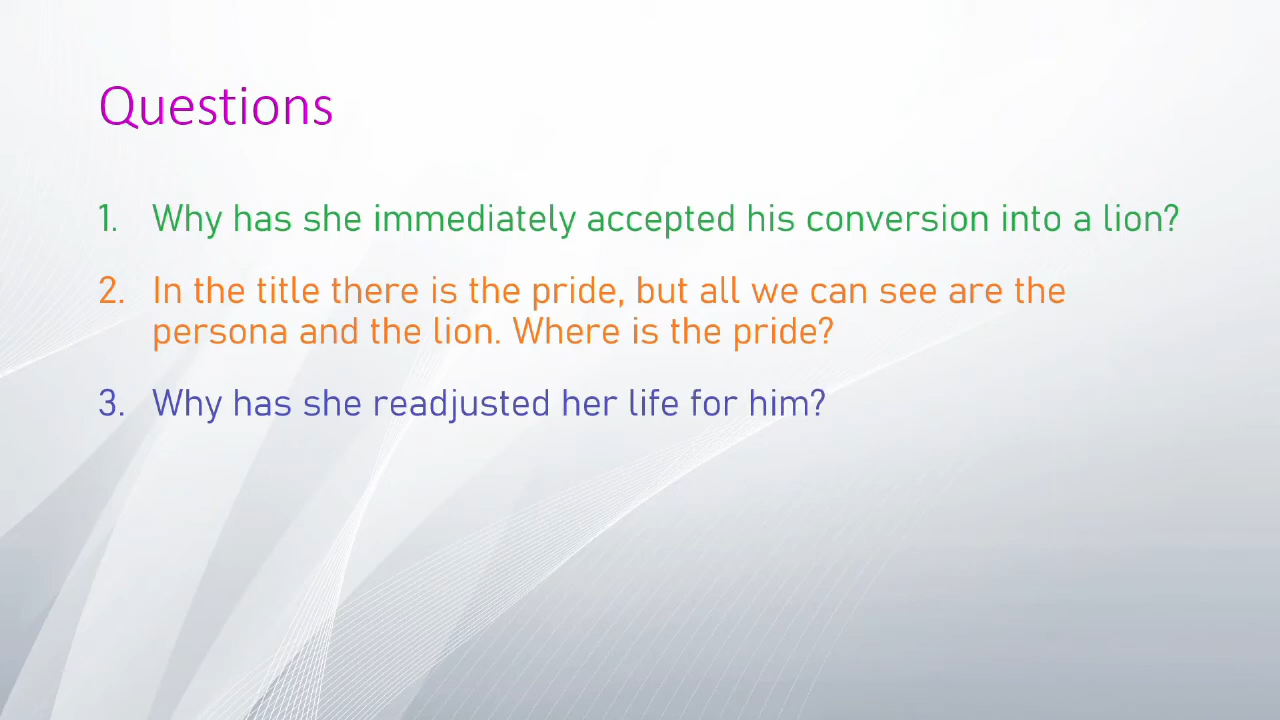 Questions
1. Why has she immediately accepted his conversion into a lion?
2. In the title there is the pride, but all we can see are the
persona and the lion. Where is the pride?
3. Why has she readjusted her life for him?